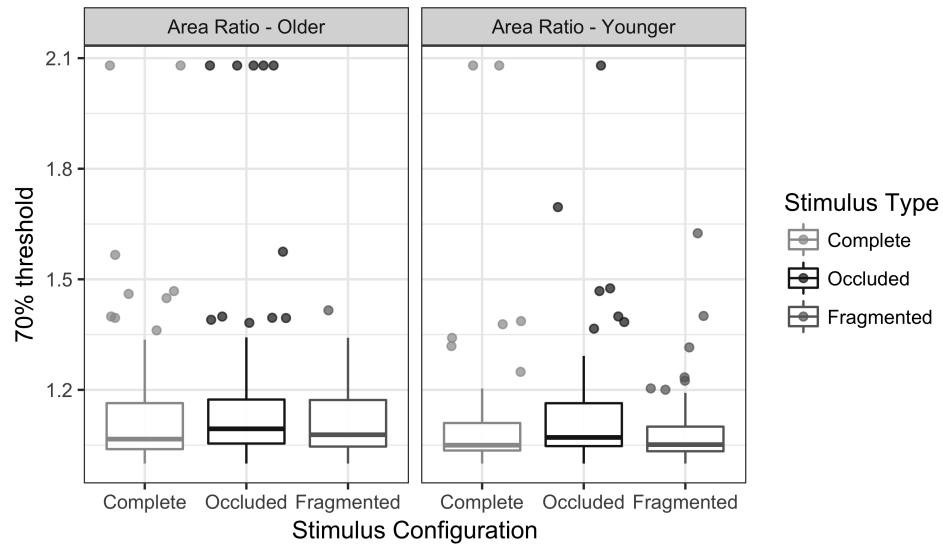 Area Ratio - Older
Area Ratio - Younger
2.1
1.8
1.5
1.2
70% threshold
Complete Occluded Fragmented
Complete Occluded Fragmented
Stimulus Configuration
Stimulus Type
Complete
Occluded
Fragmented